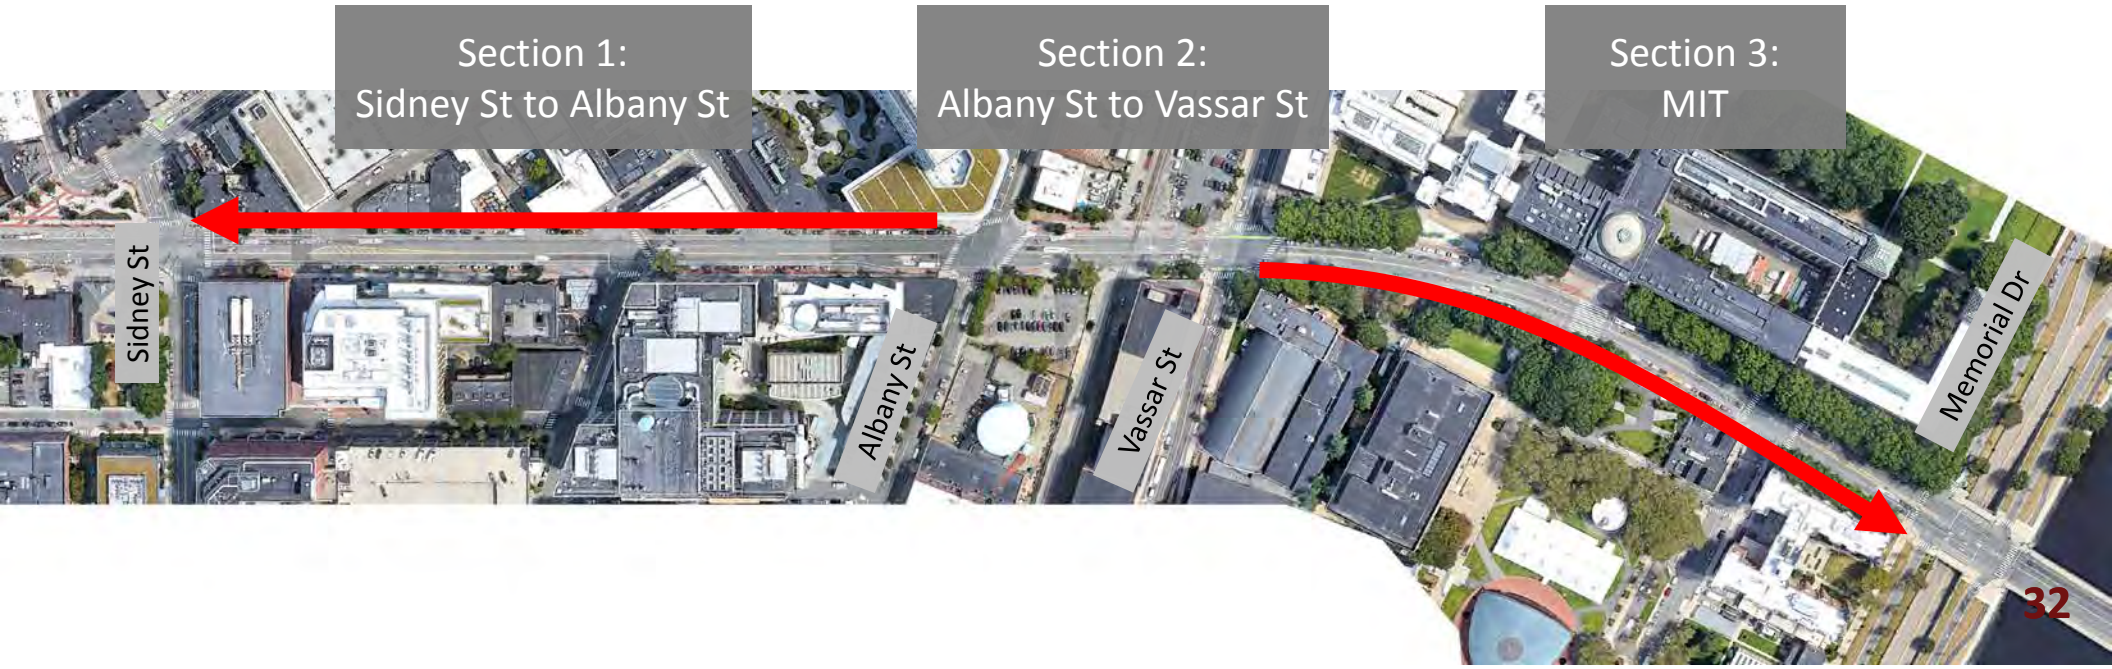 Section 1:
Sidney St to Albany St
Section 2:
Albany St to Vassar St
Section 3:
MIT
Sidney St
Albany St
Vassar St
Memorial Dr
32